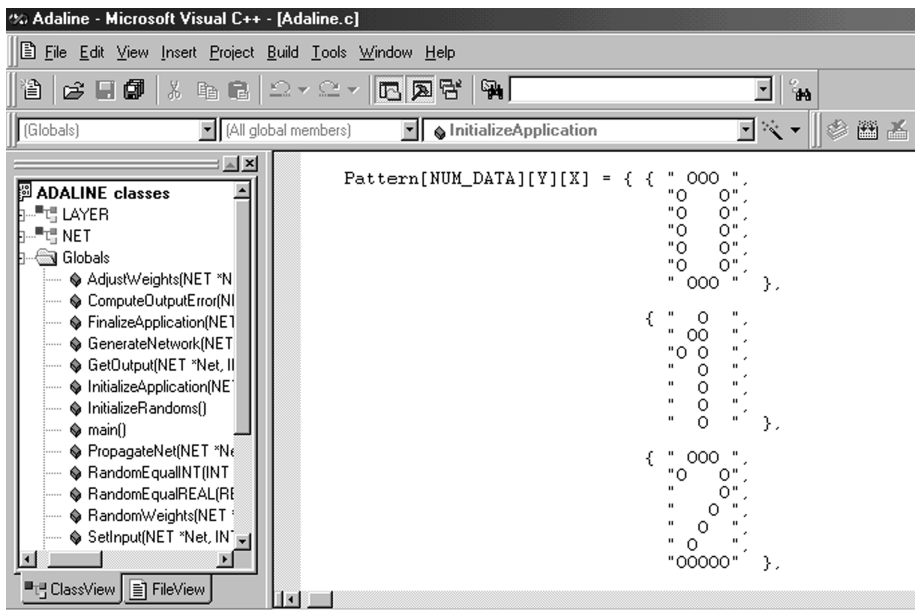 Adaline - Microsoft Visual C++ - [Adaline.c]
File Edit View Insert Project Build Tools Window Help
(Globals) (All global members) InitializeApplication
ADALINE classes
LAYER
NET
Globals
AdjustWeights(NET *N
ComputeOutputError(NI
FinalizeApplication(NET
GenerateNetwork(NET
GetOutput(NET *Net, II
InitializeApplication(NE
InitializeRandoms()
main()
PropagateNet(NET *Ne
RandomEqualINT(INT
RandomEqualREAL(RE
RandomWeights(NET *
SetInput(NET *Net, IN
ClassView FileView
Pattern[NUM_DATA][Y][X] = { { " OOO ",
"O   O",
"O   O",
"O   O",
"O   O",
"O   O",
" OOO "  },
{ "  O  ",
" OO  ",
"O O  ",
"  O  ",
"  O  ",
"  O  ",
"  O  "  },
{ " OOO ",
"O   O",
"    O",
"   O ",
"  O  ",
" O   ",
"OOOOO"  },